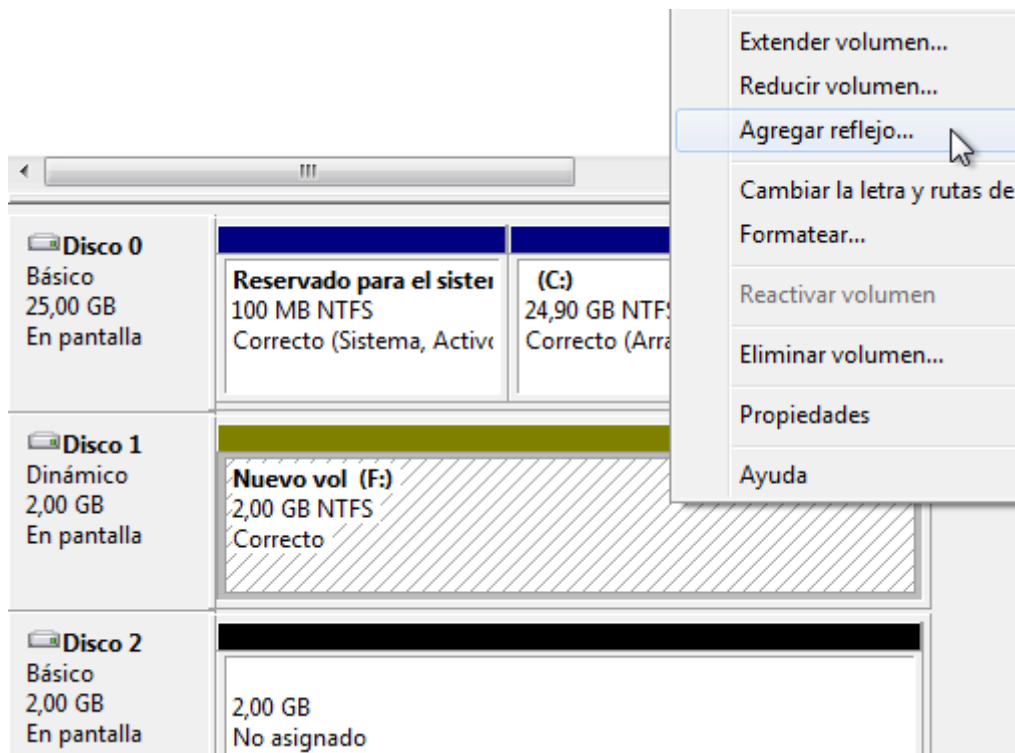 Extender volumen...
Reducir volumen...
Agregar reflejo...
Cambiar la letra y rutas de
Formatear...
Reactivar volumen
Eliminar volumen...
Propiedades
Ayuda
Disco 0
Básico
25,00 GB
En pantalla
Reservado para el sister
100 MB NTFS
Correcto (Sistema, Activo
(C:)
24,90 GB NTFS
Correcto (Arra
Disco 1
Dinámico
2,00 GB
En pantalla
Nuevo vol (F:)
2,00 GB NTFS
Correcto
Disco 2
Básico
2,00 GB
En pantalla
2,00 GB
No asignado